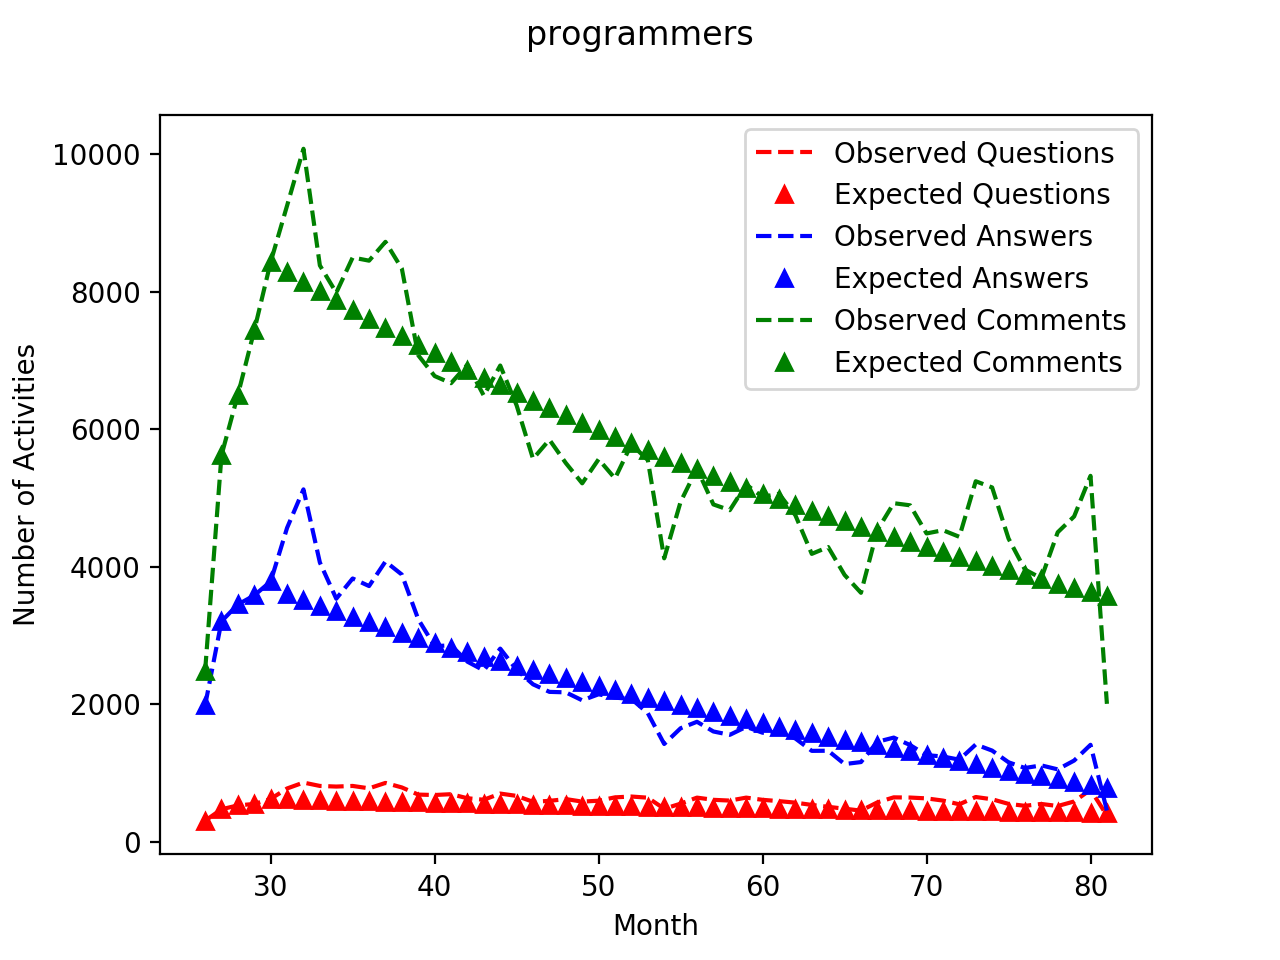 programmers
Number of Activities
10000
8000
6000
4000
2000
0
Observed Questions
Expected Questions
Observed Answers
Expected Answers
Observed Comments
Expected Comments
30 40 50 60 70 80
Month